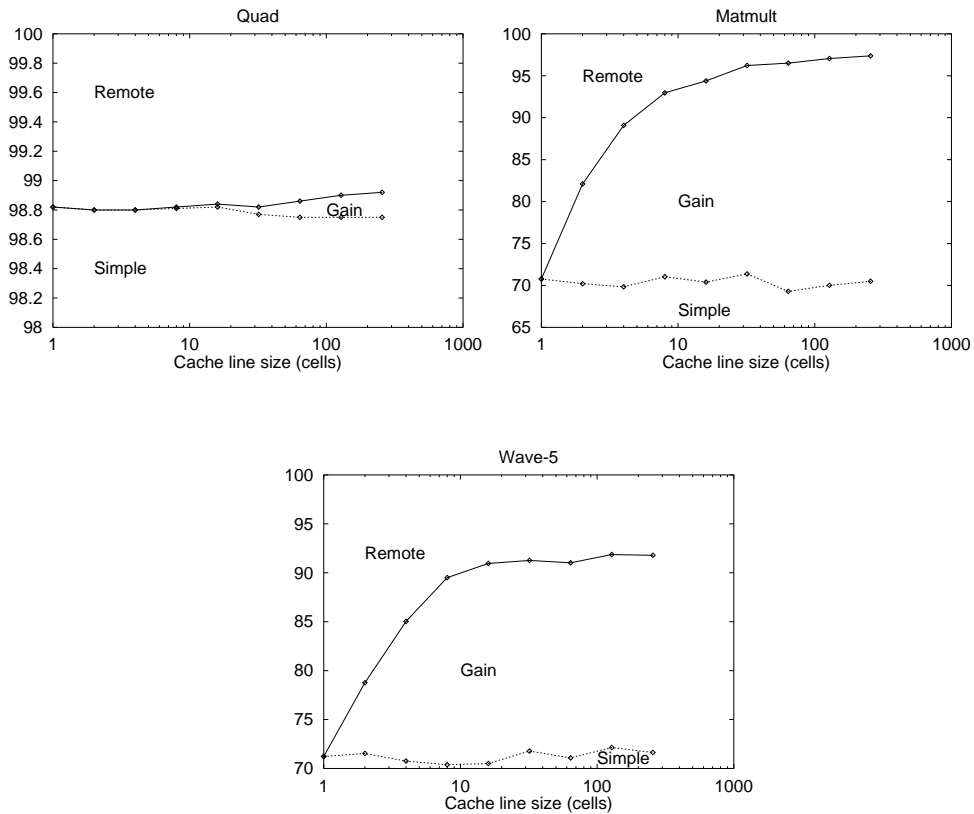 Quad
100
99.8
99.6
99.4
99.2
99
98.8
98.6
98.4
98.2
98
Remote
Gain
Simple
1
10
100
1000
Cache line size (cells)
Matmult
100
95
90
85
80
75
70
65
Remote
Gain
Simple
1
10
100
1000
Cache line size (cells)
Wave-5
100
95
90
85
80
75
70
Remote
Gain
Simple
1
10
100
1000
Cache line size (cells)